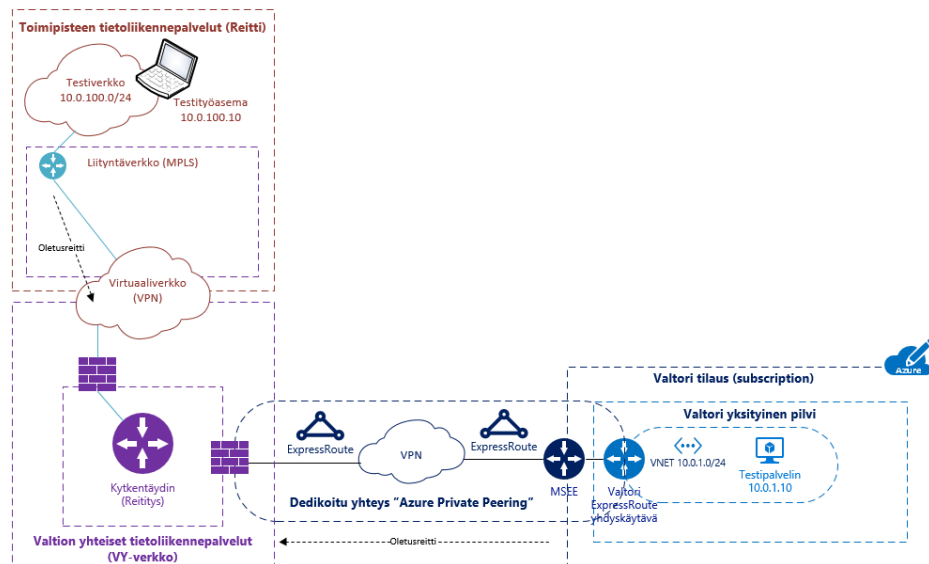 Toimipisteen tietoliikennepalvelut (Reitti)
Testiverkko
10.0.100.0/24
Testityöasema
10.0.100.10
Liityntäverkko (MPLS)
Oletusreitti
Virtuaaliverkko
(VPN)
Kytkentäydin
(Reititys)
Valtion yhteiset tietoliikennepalvelut
(VY-verkko)
ExpressRoute
VPN
ExpressRoute
Dedikoitu yhteys "Azure Private Peering"
Oletusreitti
MSEE
Valtori
ExpressRoute
yhdyskäytävä
Azure
Valtori tilaus (subscription)
Valtori yksityinen pilvi
VNET 10.0.1.0/24
Testipalvelin
10.0.1.10